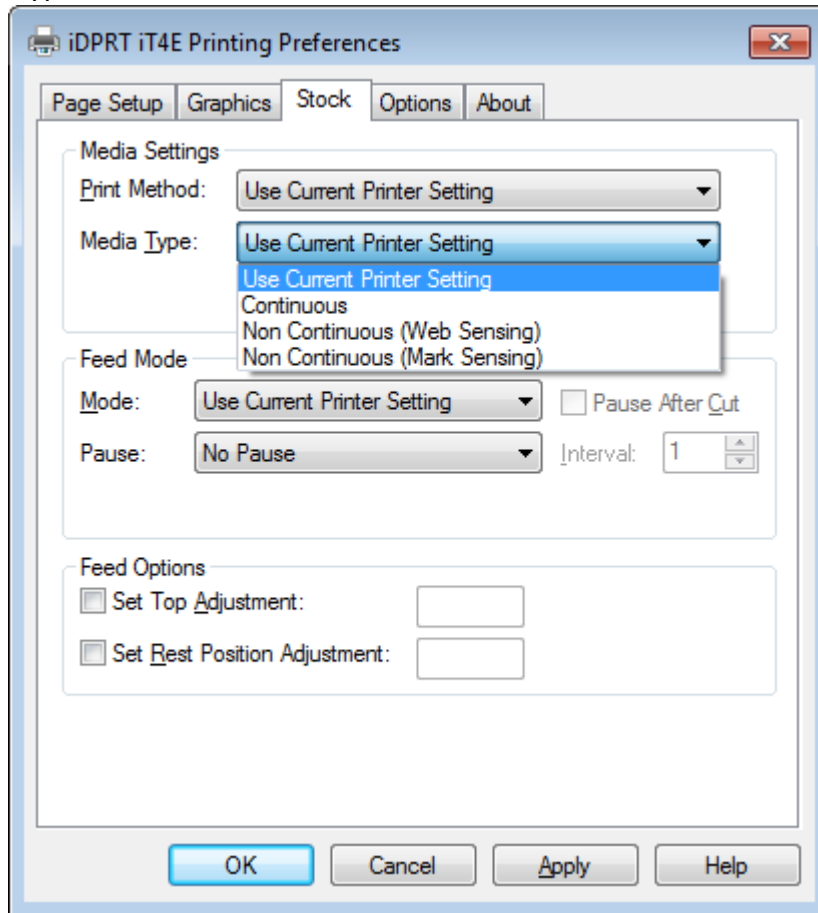 iDPRT iT4E Printing Preferences
Page Setup Graphics Stock Options About
Media Settings
Print Method: Use Current Printer Setting
Media Type: Use Current Printer Setting
Use Current Printer Setting
Continuous
Non Continuous (Web Sensing)
Non Continuous (Mark Sensing)
Feed Mode
Mode: Use Current Printer Setting Pause After Cut
Pause: No Pause Interval: 1
Feed Options
Set Top Adjustment:
Set Rest Position Adjustment:
OK Cancel Apply Help